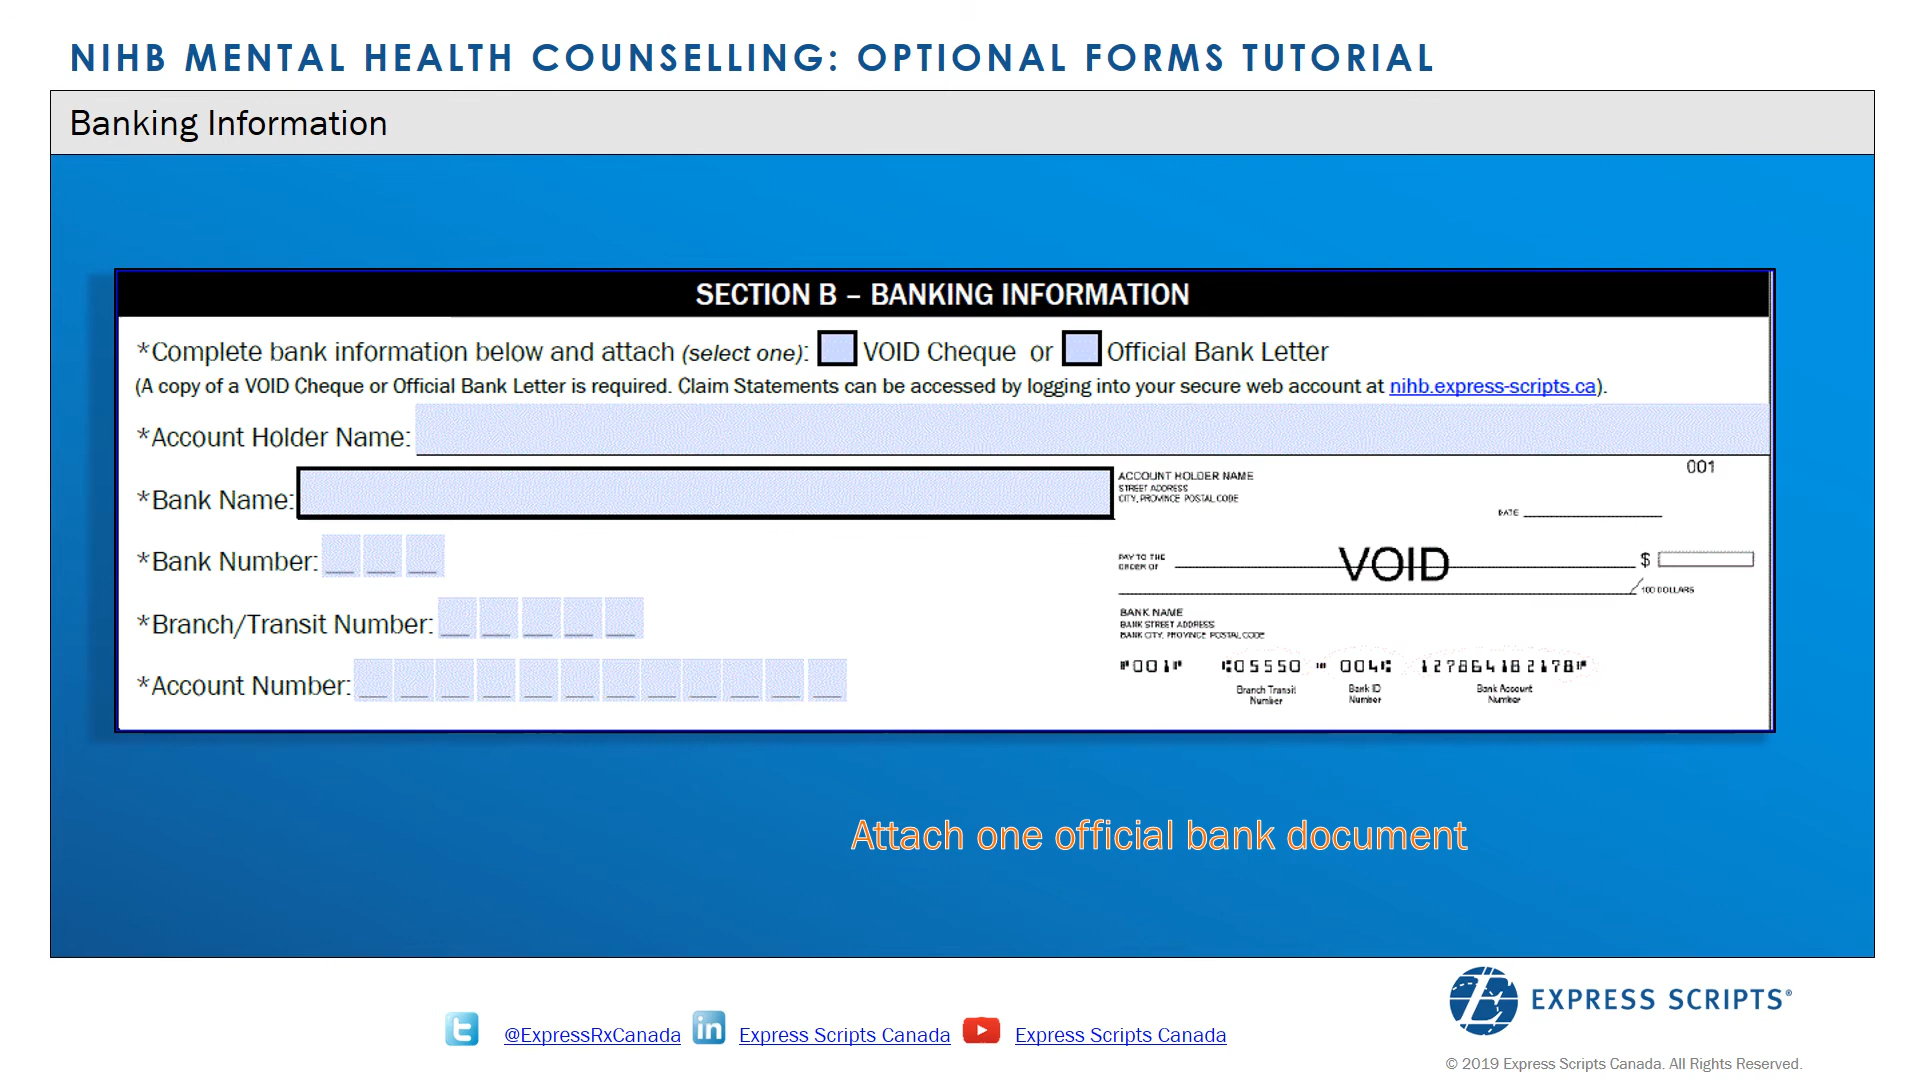 NIHB MENTAL HEALTH COUNSELLING: OPTIONAL FORMS TUTORIAL
Banking Information
SECTION B – BANKING INFORMATION
*Complete bank information below and attach (select one): VOID Cheque or Official Bank Letter
(A copy of a VOID Cheque or Official Bank Letter is required. Claim Statements can be accessed by logging into your secure web account at nihb.express-scripts.ca).
*Account Holder Name:
*Bank Name:
*Bank Number:
*Branch/Transit Number:
*Account Number:
001
ACCOUNT HOLDER NAME
STREET ADDRESS
CITY, PROVINCE POSTAL CODE
DATE
PAY TO THE
ORDER OF
VOID
$
100 DOLLARS
BANK NAME
BANK STREET ADDRESS
BANK CITY, PROVINCE POSTAL CODE
⑈001⑈ ⑆05550⑉004⑆ 127864182178⑈
Branch Transit Number
Bank ID Number
Bank Account Number
Attach one official bank document
@ExpressRxCanada Express Scripts Canada Express Scripts Canada
EXPRESS SCRIPTS®
© 2019 Express Scripts Canada. All Rights Reserved.